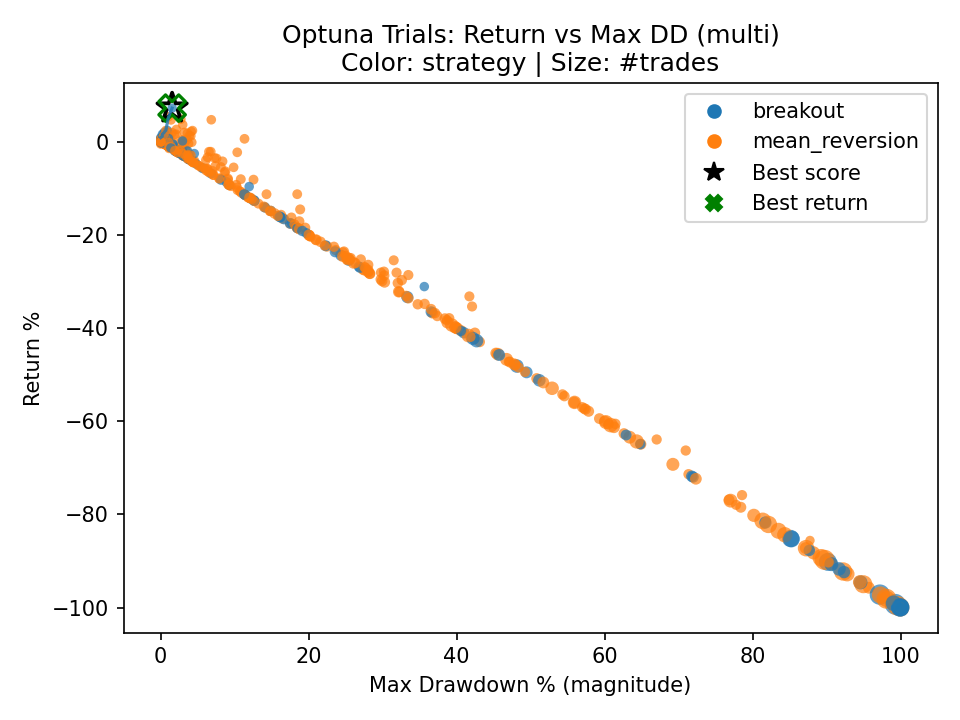 Optuna Trials: Return vs Max DD (multi)
Color: strategy | Size: #trades
breakout
mean_reversion
Best score
Best return
0
−20
−40
−60
−80
−100
Return %
0
20
40
60
80
100
Max Drawdown % (magnitude)